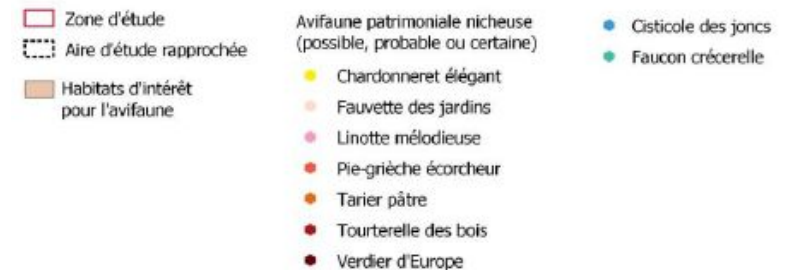 Zone d'étude
Aire d'étude rapprochée
Habitats d'intérêt
pour l'avifaune
Avifaune patrimoniale nicheuse
(possible, probable ou certaine)
Chardonneret élégant
Fauvette des jardins
Linotte mélodieuse
Pie-grièche écorcheur
Tarier pâtre
Tourterelle des bois
Verdier d'Europe
Cisticole des joncs
Faucon crécerelle